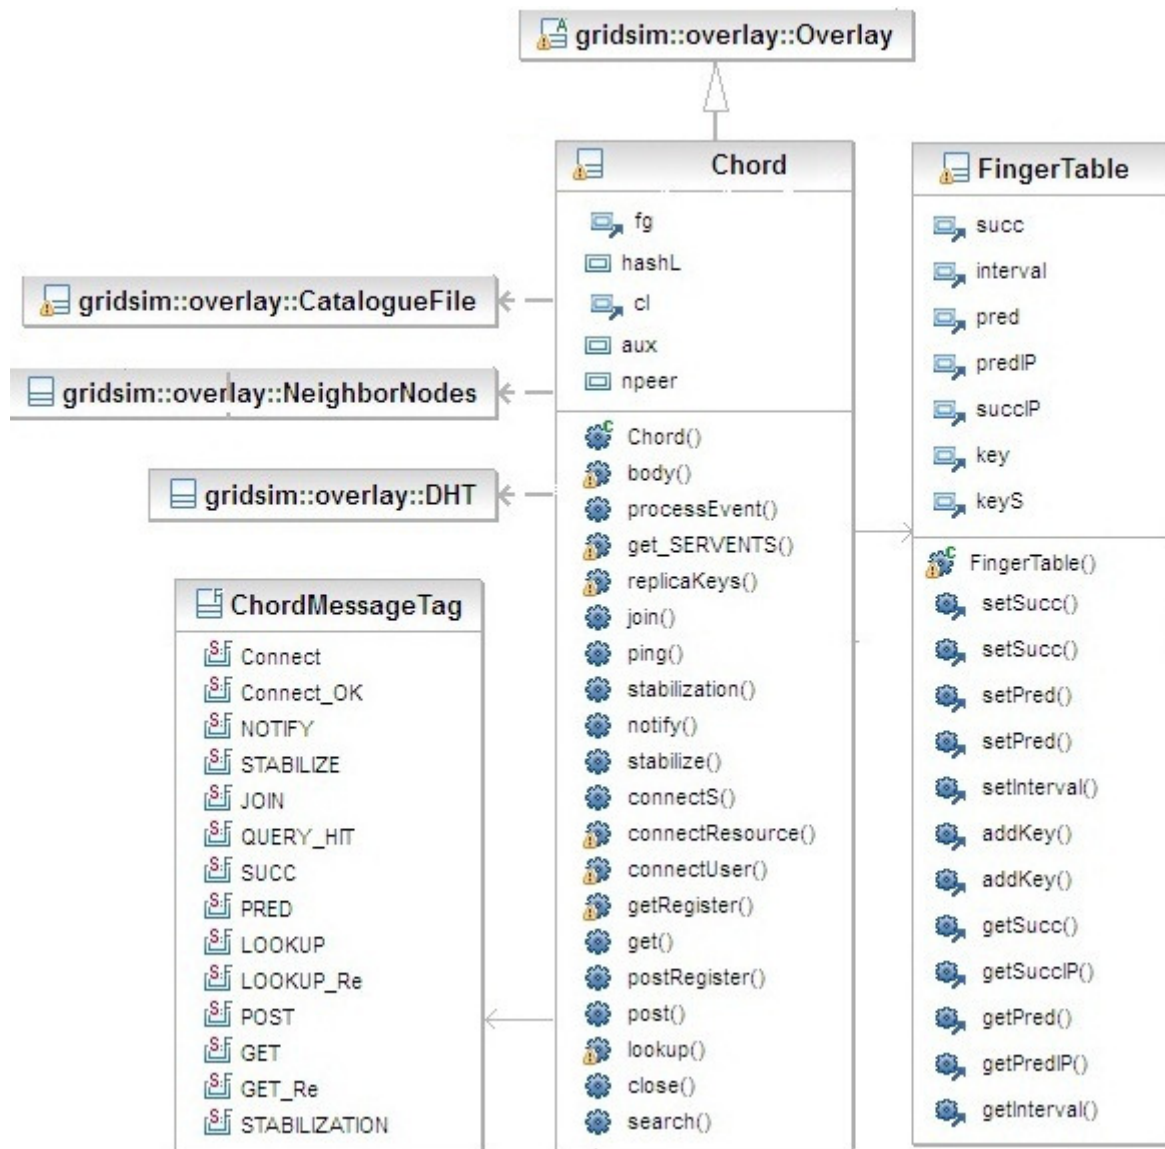 gridsim::overlay::Overlay
Chord
fg
hashL
cl
aux
npeer
Chord()
body()
processEvent()
get_SERVENTS()
replicaKeys()
join()
ping()
stabilization()
notify()
stabilize()
connectS()
connectResource()
connectUser()
getRegister()
get()
postRegister()
post()
lookup()
close()
search()
FingerTable
succ
interval
pred
predIP
succIP
key
keyS
FingerTable()
setSucc()
setSucc()
setPred()
setPred()
setInterval()
addKey()
addKey()
getSucc()
getSuccIP()
getPred()
getPredIP()
getInterval()
gridsim::overlay::CatalogueFile
gridsim::overlay::NeighborNodes
gridsim::overlay::DHT
ChordMessageTag
Connect
Connect_OK
NOTIFY
STABILIZE
JOIN
QUERY_HIT
SUCC
PRED
LOOKUP
LOOKUP_Re
POST
GET
GET_Re
STABILIZATION